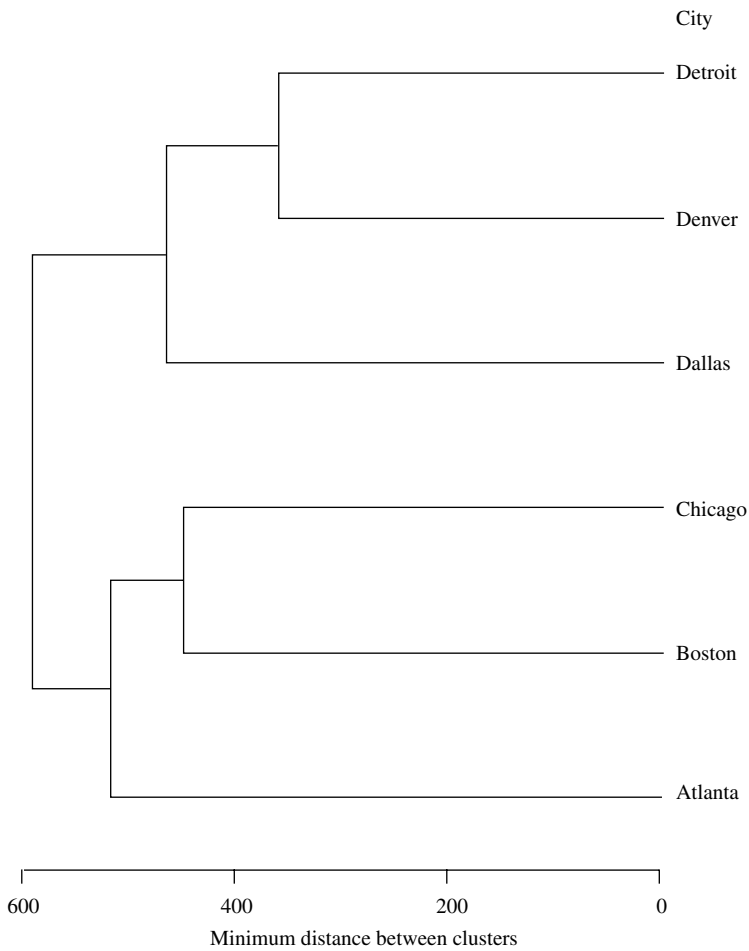 City
Detroit
Denver
Dallas
Chicago
Boston
Atlanta
600 400 200 0
Minimum distance between clusters